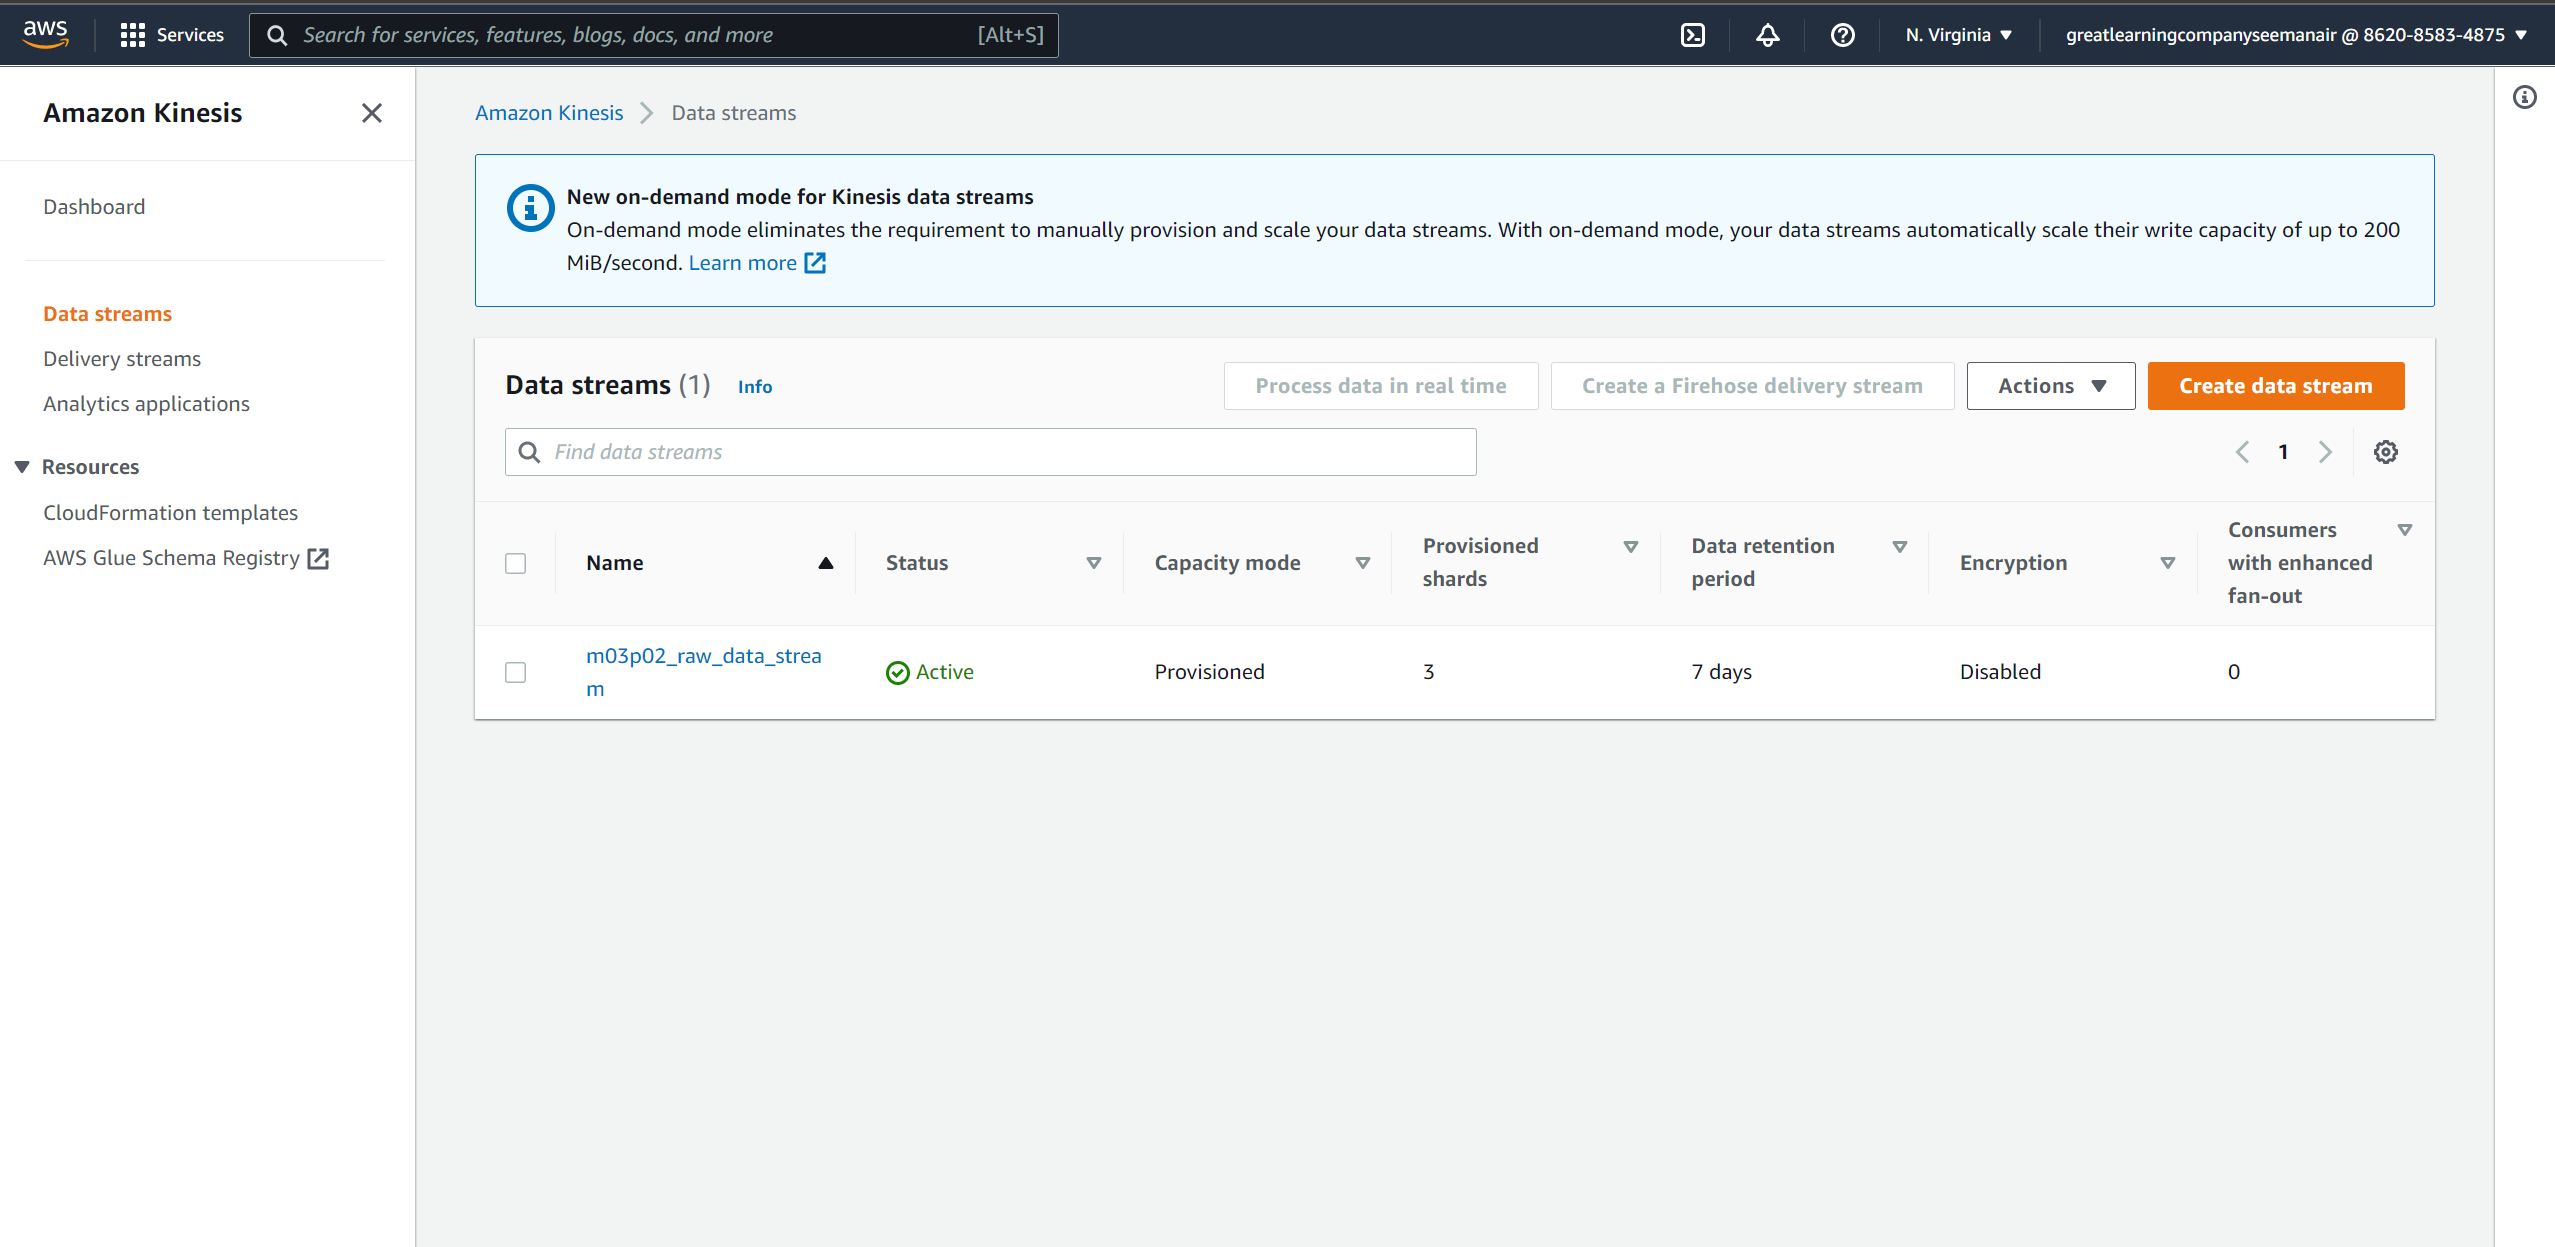 aws
Services
Search for services, features, blogs, docs, and more [Alt+S]
N. Virginia
greatlearningcompanyseemanair @ 8620-8583-4875
Amazon Kinesis
Dashboard
Data streams
Delivery streams
Analytics applications
Resources
CloudFormation templates
AWS Glue Schema Registry
Amazon Kinesis Data streams
New on-demand mode for Kinesis data streams
On-demand mode eliminates the requirement to manually provision and scale your data streams. With on-demand mode, your data streams automatically scale their write capacity of up to 200
MiB/second. Learn more
Data streams (1) Info
Process data in real time
Create a Firehose delivery stream
Actions
Create data stream
Find data streams
1
Name
Status
Capacity mode
Provisioned
shards
Data retention
period
Encryption
Consumers
with enhanced
fan-out
m03p02_raw_data_strea
m
Active
Provisioned
3
7 days
Disabled
0